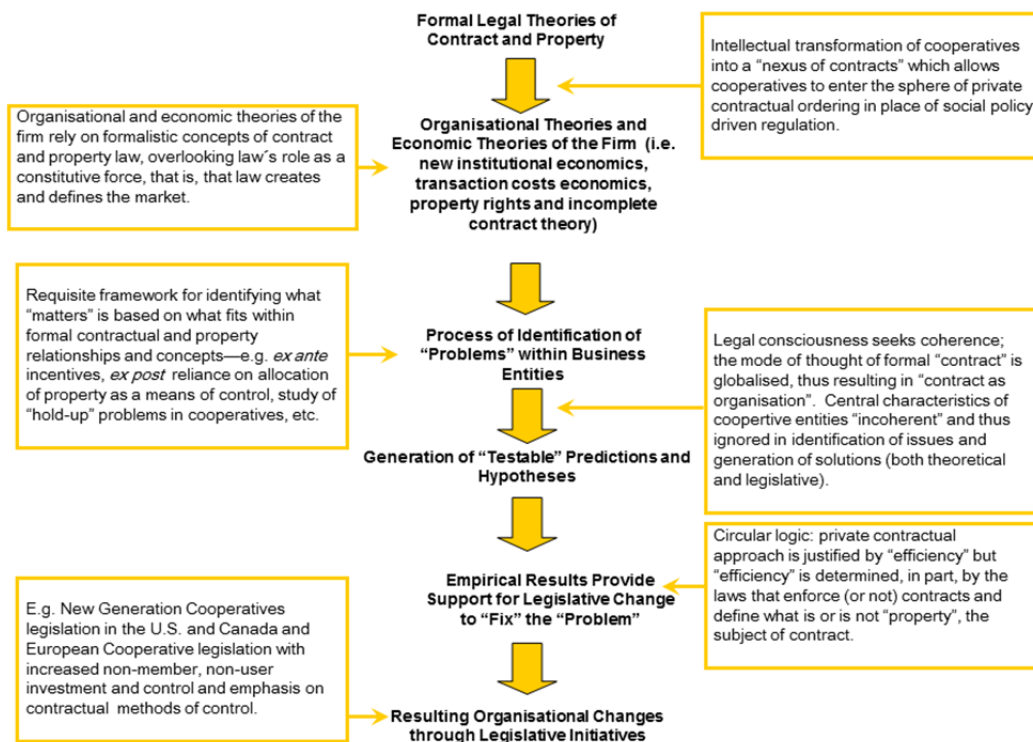 Formal Legal Theories of
Contract and Property
Intellectual transformation of cooperatives
into a “nexus of contracts” which allows
cooperatives to enter the sphere of private
contractual ordering in place of social policy
driven regulation.
Organisational and economic theories of the
firm rely on formalistic concepts of contract
and property law, overlooking law´s role as a
constitutive force, that is, that law creates
and defines the market.
Organisational Theories and
Economic Theories of the Firm (i.e.
new institutional economics,
transaction costs economics,
property rights and incomplete
contract theory)
Requisite framework for identifying what
“matters” is based on what fits within
formal contractual and property
relationships and concepts—e.g. ex ante
incentives, ex post reliance on allocation
of property as a means of control, study of
“hold-up” problems in cooperatives, etc.
Process of Identification of
“Problems” within Business
Entities
Legal consciousness seeks coherence;
the mode of thought of formal “contract” is
globalised, thus resulting in “contract as
organisation”. Central characteristics of
coopertive entities “incoherent” and thus
ignored in identification of issues and
generation of solutions (both theoretical
and legislative).
Generation of “Testable” Predictions and
Hypotheses
Circular logic: private contractual
approach is justified by “efficiency” but
“efficiency” is determined, in part, by the
laws that enforce (or not) contracts and
define what is or is not “property”, the
subject of contract.
Empirical Results Provide
Support for Legislative Change
to “Fix” the “Problem”
E.g. New Generation Cooperatives
legislation in the U.S. and Canada and
European Cooperative legislation with
increased non-member, non-user
investment and control and emphasis on
contractual methods of control.
Resulting Organisational Changes
through Legislative Initiatives